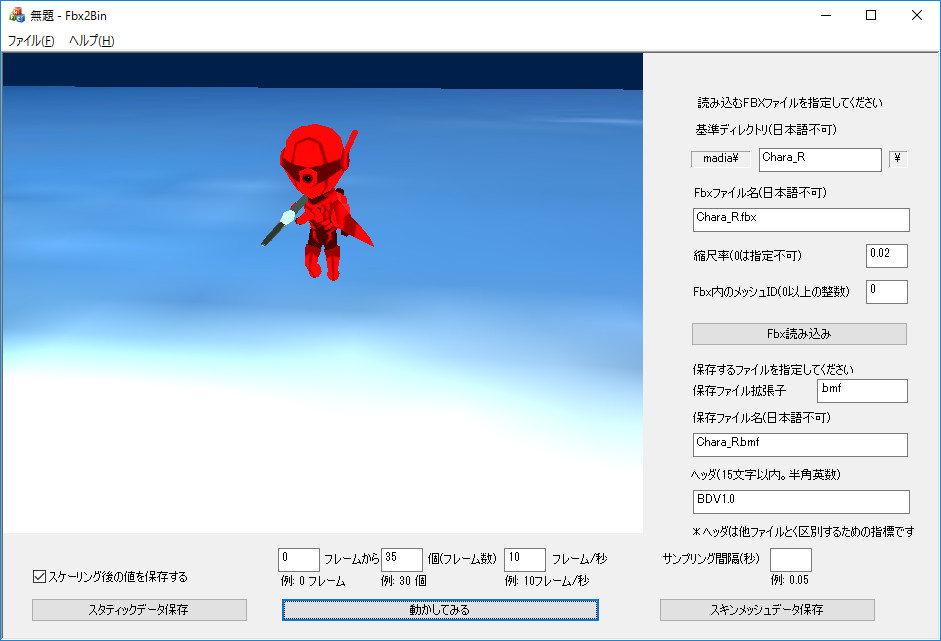 無題 - Fbx2Bin
ファイル(F) ヘルプ(H)
読み込むFBXファイルを指定してください
基準ディレクトリ(日本語不可)
madia¥ Chara_R ¥
Fbxファイル名(日本語不可)
Chara_R.fbx
縮尺率(0は指定不可) 0.02
Fbx内のメッシュID(0以上の整数) 0
Fbx読み込み
保存するファイルを指定してください
保存ファイル拡張子 .bmf
保存ファイル名(日本語不可)
Chara_R.bmf
ヘッダ(15文字以内。半角英数)
BDV1.0
*ヘッダは他ファイルとく区別するための指標です
0 フレームから 35 個(フレーム数) 10 フレーム/秒 サンプリング間隔(秒)
例: 0 フレーム 例: 30 個 例: 10フレーム/秒 例: 0.05
スケーリング後の値を保存する
スタティックデータ保存 動かしてみる スキンメッシュデータ保存